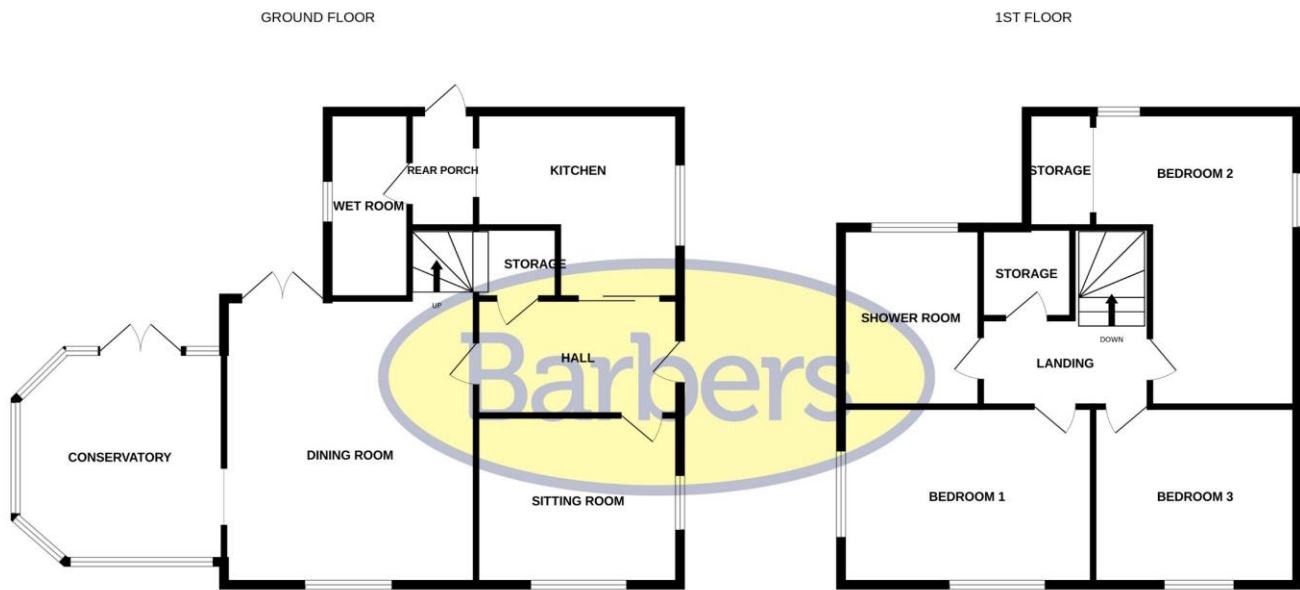 GROUND FLOOR
1ST FLOOR
REAR PORCH
KITCHEN
WET ROOM
STORAGE
UP
HALL
Barbers
CONSERVATORY
DINING ROOM
SITTING ROOM
STORAGE
BEDROOM 2
STORAGE
SHOWER ROOM
DOWN
LANDING
BEDROOM 1
BEDROOM 3